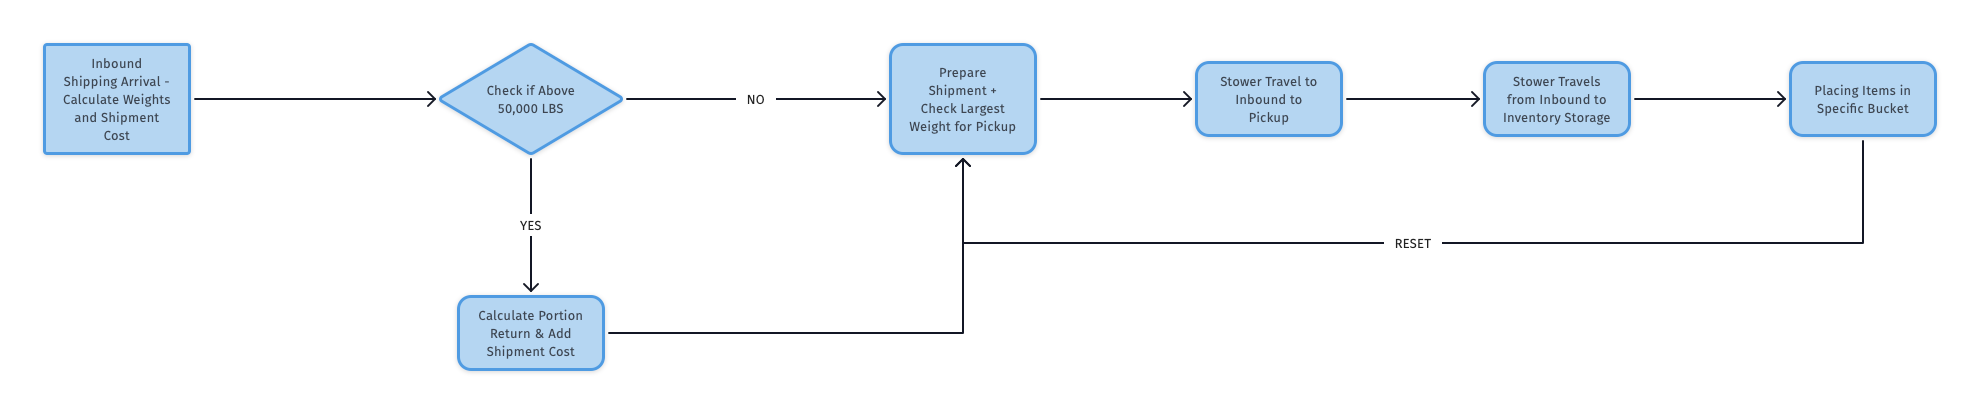 Inbound
Shipping Arrival -
Calculate Weights
and Shipment
Cost
Check if Above
50,000 LBS
NO
Prepare
Shipment +
Check Largest
Weight for Pickup
Stower Travel to
Inbound to
Pickup
Stower Travels
from Inbound to
Inventory Storage
Placing Items in
Specific Bucket
YES
RESET
Calculate Portion
Return & Add
Shipment Cost